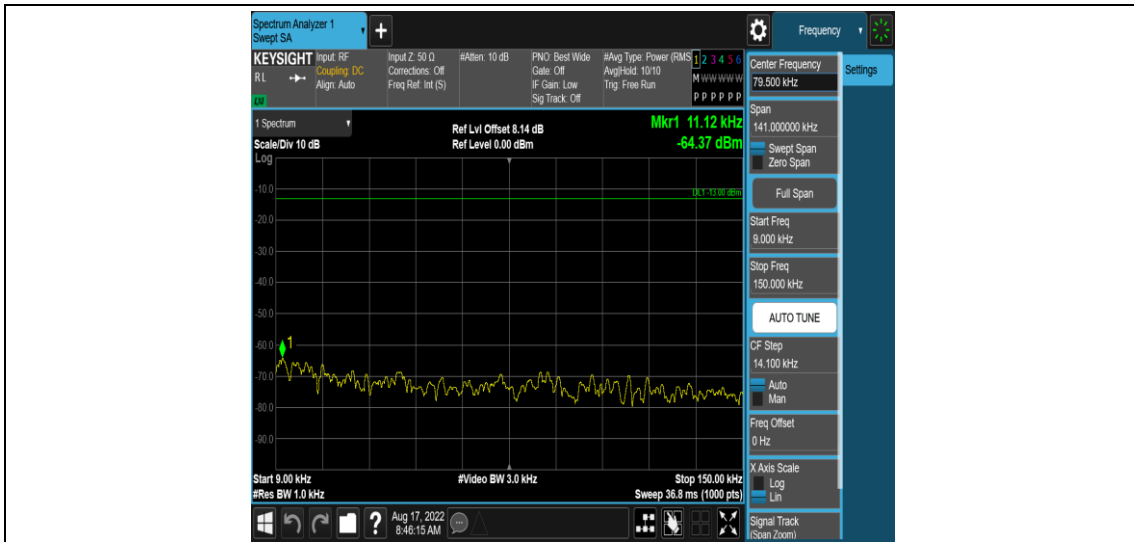 Spectrum Analyzer 1
Swept SA
Frequency
KEYSIGHT
R L
LXI
Input: RF
Coupling: DC
Align: Auto
Input Z: 50 Ω
Corrections: Off
Freq Ref: Int (S)
#Atten: 10 dB
PNO: Best Wide
Gate: Off
IF Gain: Low
Sig Track: Off
#Avg Type: Power (RMS
Avg|Hold: 10/10
Trig: Free Run
1 2 3 4 5 6
M W W W W W
P P P P P P
1 Spectrum
Scale/Div 10 dB
Log
Ref Lvl Offset 8.14 dB
Ref Level 0.00 dBm
Mkr1 11.12 kHz
-64.37 dBm
DL1 -13.00 dBm
-10.0
-20.0
-30.0
-40.0
-50.0
-60.0
1
-70.0
-80.0
-90.0
Start 9.00 kHz
#Res BW 1.0 kHz
#Video BW 3.0 kHz
Stop 150.00 kHz
Sweep 36.8 ms (1000 pts)
Aug 17, 2022
8:46:15 AM
Center Frequency
79.500 kHz
Settings
Span
141.000000 kHz
Swept Span
Zero Span
Full Span
Start Freq
9.000 kHz
Stop Freq
150.000 kHz
AUTO TUNE
CF Step
14.100 kHz
Auto
Man
Freq Offset
0 Hz
X Axis Scale
Log
Lin
Signal Track
(Span Zoom)